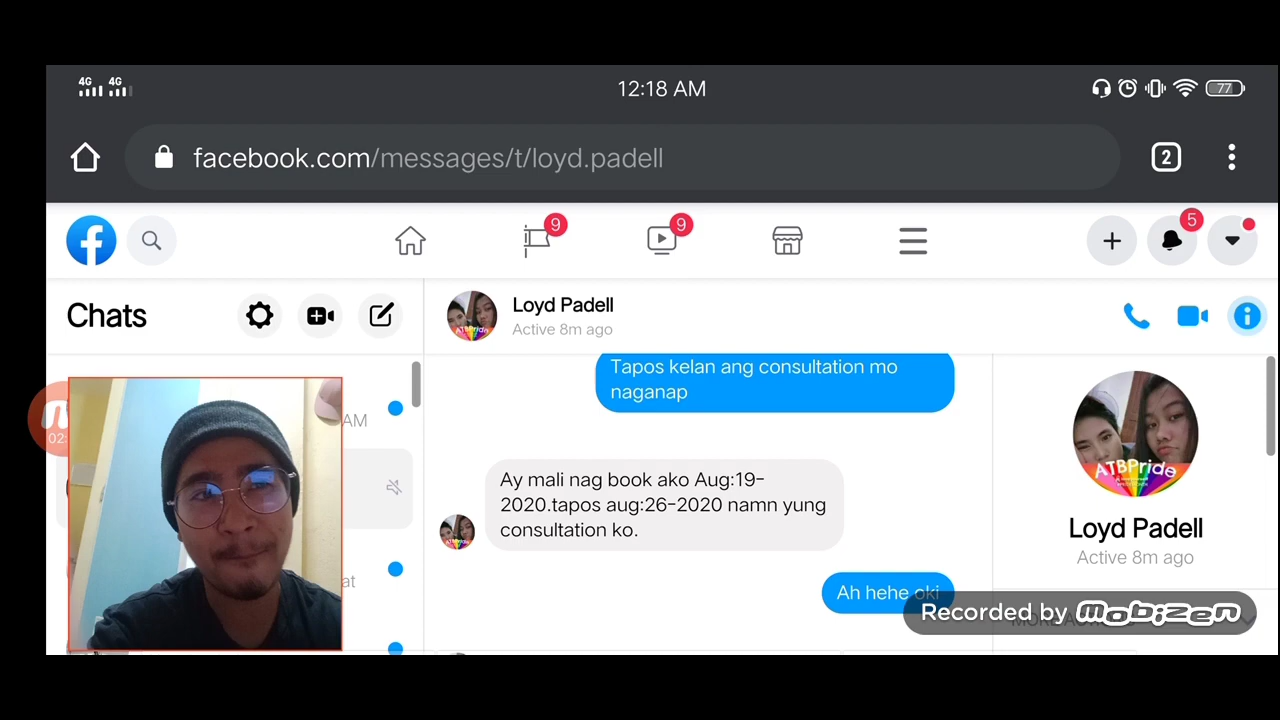 4G 4G
12:18 AM
77
facebook.com/messages/t/loyd.padell
2
9
9
5
Chats
Loyd Padell
Active 8m ago
Tapos kelan ang consultation mo
naganap
AM
Ay mali nag book ako Aug:19-
2020.tapos aug:26-2020 namn yung
consultation ko.
at
Ah hehe oki
ATBPride
Loyd Padell
Active 8m ago
Recorded by mobizen